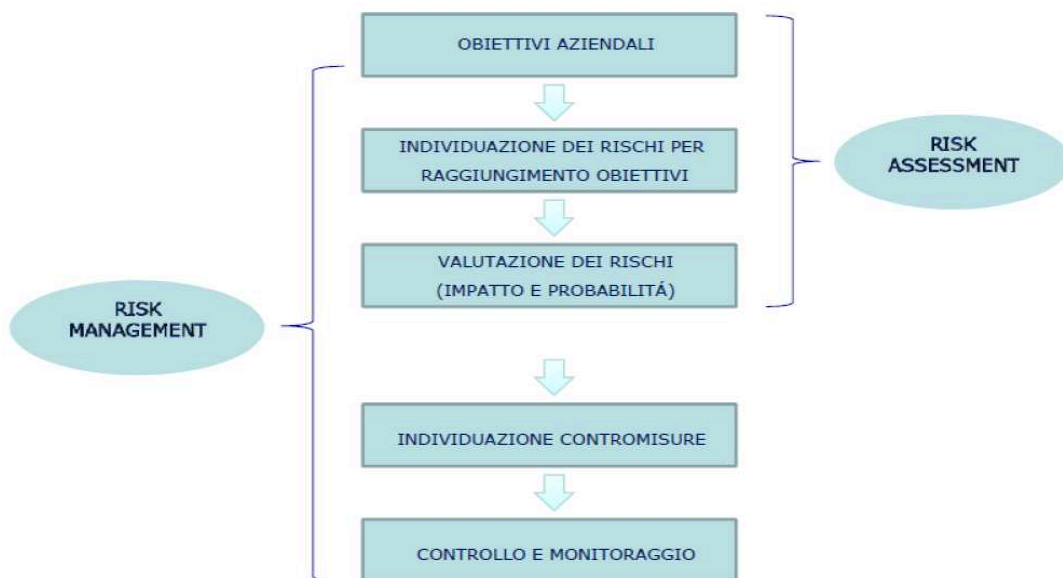 OBIETTIVI AZIENDALI
INDIVIDUAZIONE DEI RISCHI PER
RAGGIUNGIMENTO OBIETTIVI
RISK
ASSESSMENT
VALUTAZIONE DEI RISCHI
(IMPATTO E PROBABILITÁ)
RISK
MANAGEMENT
INDIVIDUAZIONE CONTROMISURE
CONTROLLO E MONITORAGGIO